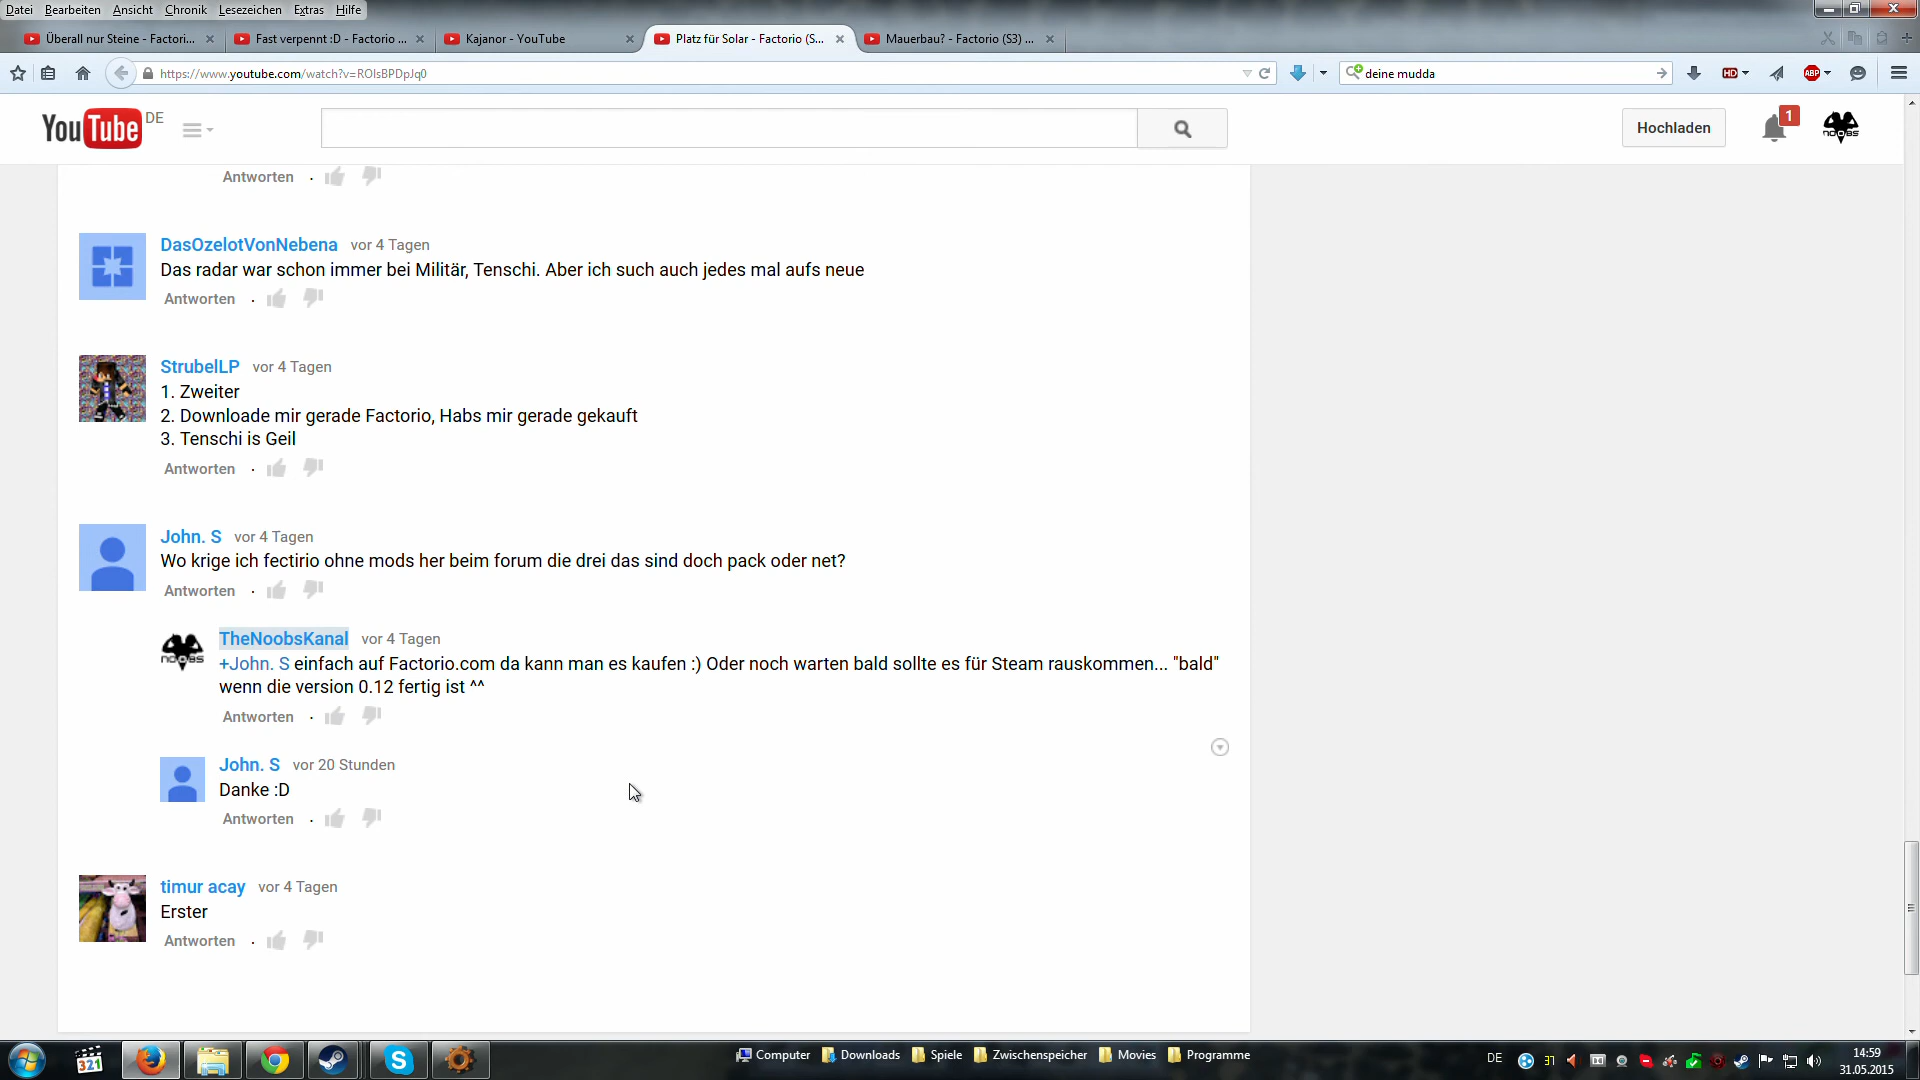 Datei Bearbeiten Ansicht Chronik Lesezeichen Extras Hilfe
Überall nur Steine - Factori... Fast verpennt :D - Factorio ... Kajanor - YouTube Platz für Solar - Factorio (S... Mauerbau? - Factorio (S3) ...
https://www.youtube.com/watch?v=ROIsBPDpJq0 deine mudda HD ABP
YouTube DE Hochladen 1 NOOBS
Antworten
DasOzelotVonNebena vor 4 Tagen
Das radar war schon immer bei Militär, Tenschi. Aber ich such auch jedes mal aufs neue
Antworten
StrubelLP vor 4 Tagen
1. Zweiter
2. Downloade mir gerade Factorio, Habs mir gerade gekauft
3. Tenschi is Geil
Antworten
John. S vor 4 Tagen
Wo krige ich fectirio ohne mods her beim forum die drei das sind doch pack oder net?
Antworten
TheNoobsKanal vor 4 Tagen
NOOBS
+John. S einfach auf Factorio.com da kann man es kaufen :) Oder noch warten bald sollte es für Steam rauskommen... "bald"
wenn die version 0.12 fertig ist ^^
Antworten
John. S vor 20 Stunden
Danke :D
Antworten
timur acay vor 4 Tagen
Erster
Antworten
321 Computer Downloads Spiele Zwischenspeicher Movies Programme DE 14:59
31.05.2015